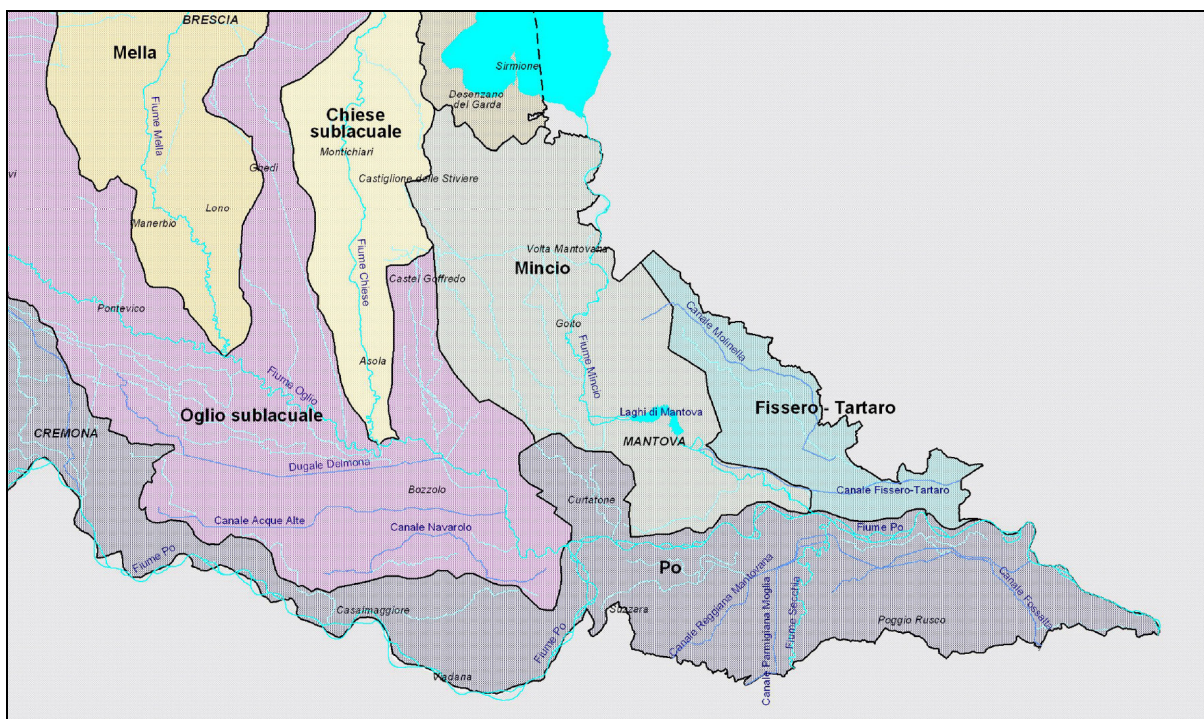 BRESCIA
Mella
Sirmione
Desenzano
del Garda
Fiume Mella
Chiese
sublacuale
Montichiari
Ghedi
Castiglione delle Stiviere
vi
Lono
Manerbio
Volta Mantovana
Mincio
Fiume Chiese
Castel Goffredo
Pontevico
Canale Molinella
Goito
Fiume Mincio
Asola
Fiume Oglio
Oglio sublacuale
Laghi di Mantova
Fissero - Tartaro
CREMONA
MANTOVA
Dugale Delmona
Bozzolo
Curtatone
Canale Fissero-Tartaro
Canale Acque Alte
Canale Navarolo
Fiume Po
Fiume Po
Po
Canale Reggiana Mantovana
Canale Parmigiana Moglia
Fiume Secchia
Canale Fossalta
Casalmaggiore
Suzzara
Poggio Rusco
Fiume Po
Viadana